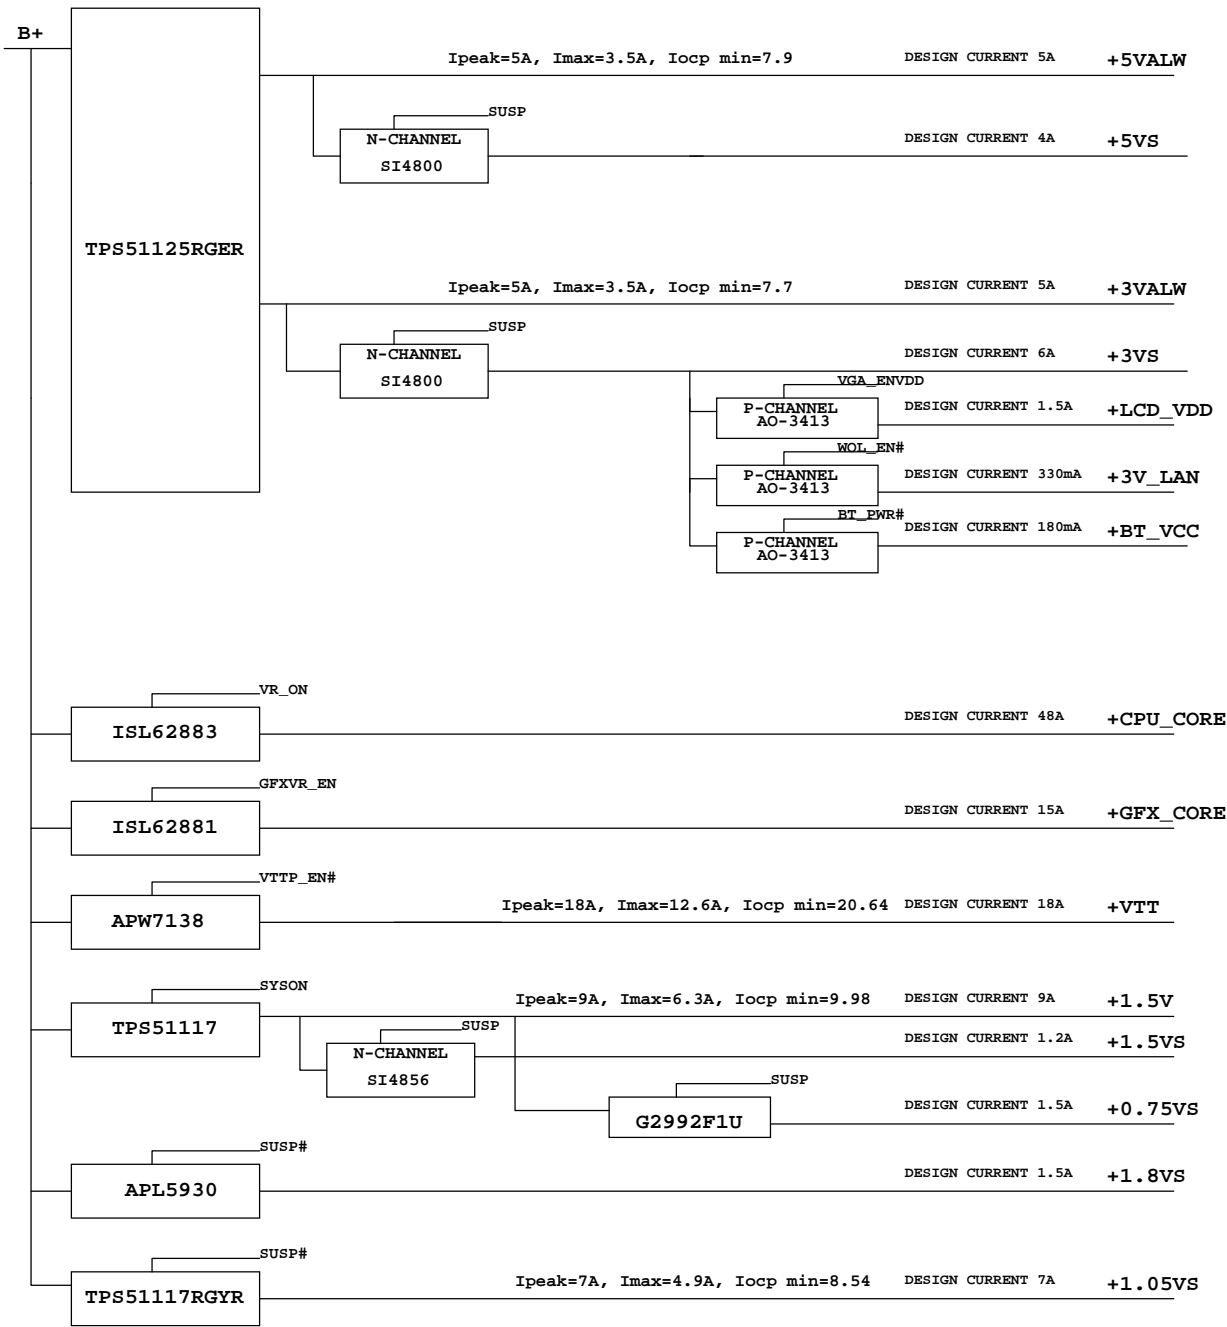 B+
Ipeak=5A, Imax=3.5A, Iocp min=7.9 DESIGN CURRENT 5A +5VALW
SUSP
N-CHANNEL
SI4800
DESIGN CURRENT 4A +5VS
TPS51125RGER
Ipeak=5A, Imax=3.5A, Iocp min=7.7 DESIGN CURRENT 5A +3VALW
SUSP
N-CHANNEL
SI4800
DESIGN CURRENT 6A +3VS
VGA_ENVDD
P-CHANNEL
AO-3413
DESIGN CURRENT 1.5A +LCD_VDD
WOL_EN#
P-CHANNEL
AO-3413
DESIGN CURRENT 330mA +3V_LAN
BT_PWR#
P-CHANNEL
AO-3413
DESIGN CURRENT 180mA +BT_VCC
VR_ON
ISL62883
DESIGN CURRENT 48A +CPU_CORE
GFXVR_EN
ISL62881
DESIGN CURRENT 15A +GFX_CORE
VTTP_EN#
APW7138
Ipeak=18A, Imax=12.6A, Iocp min=20.64 DESIGN CURRENT 18A +VTT
SYSON
TPS51117
Ipeak=9A, Imax=6.3A, Iocp min=9.98 DESIGN CURRENT 9A +1.5V
SUSP
N-CHANNEL
SI4856
DESIGN CURRENT 1.2A +1.5VS
SUSP
G2992F1U
DESIGN CURRENT 1.5A +0.75VS
SUSP#
APL5930
DESIGN CURRENT 1.5A +1.8VS
SUSP#
TPS51117RGYR
Ipeak=7A, Imax=4.9A, Iocp min=8.54 DESIGN CURRENT 7A +1.05VS